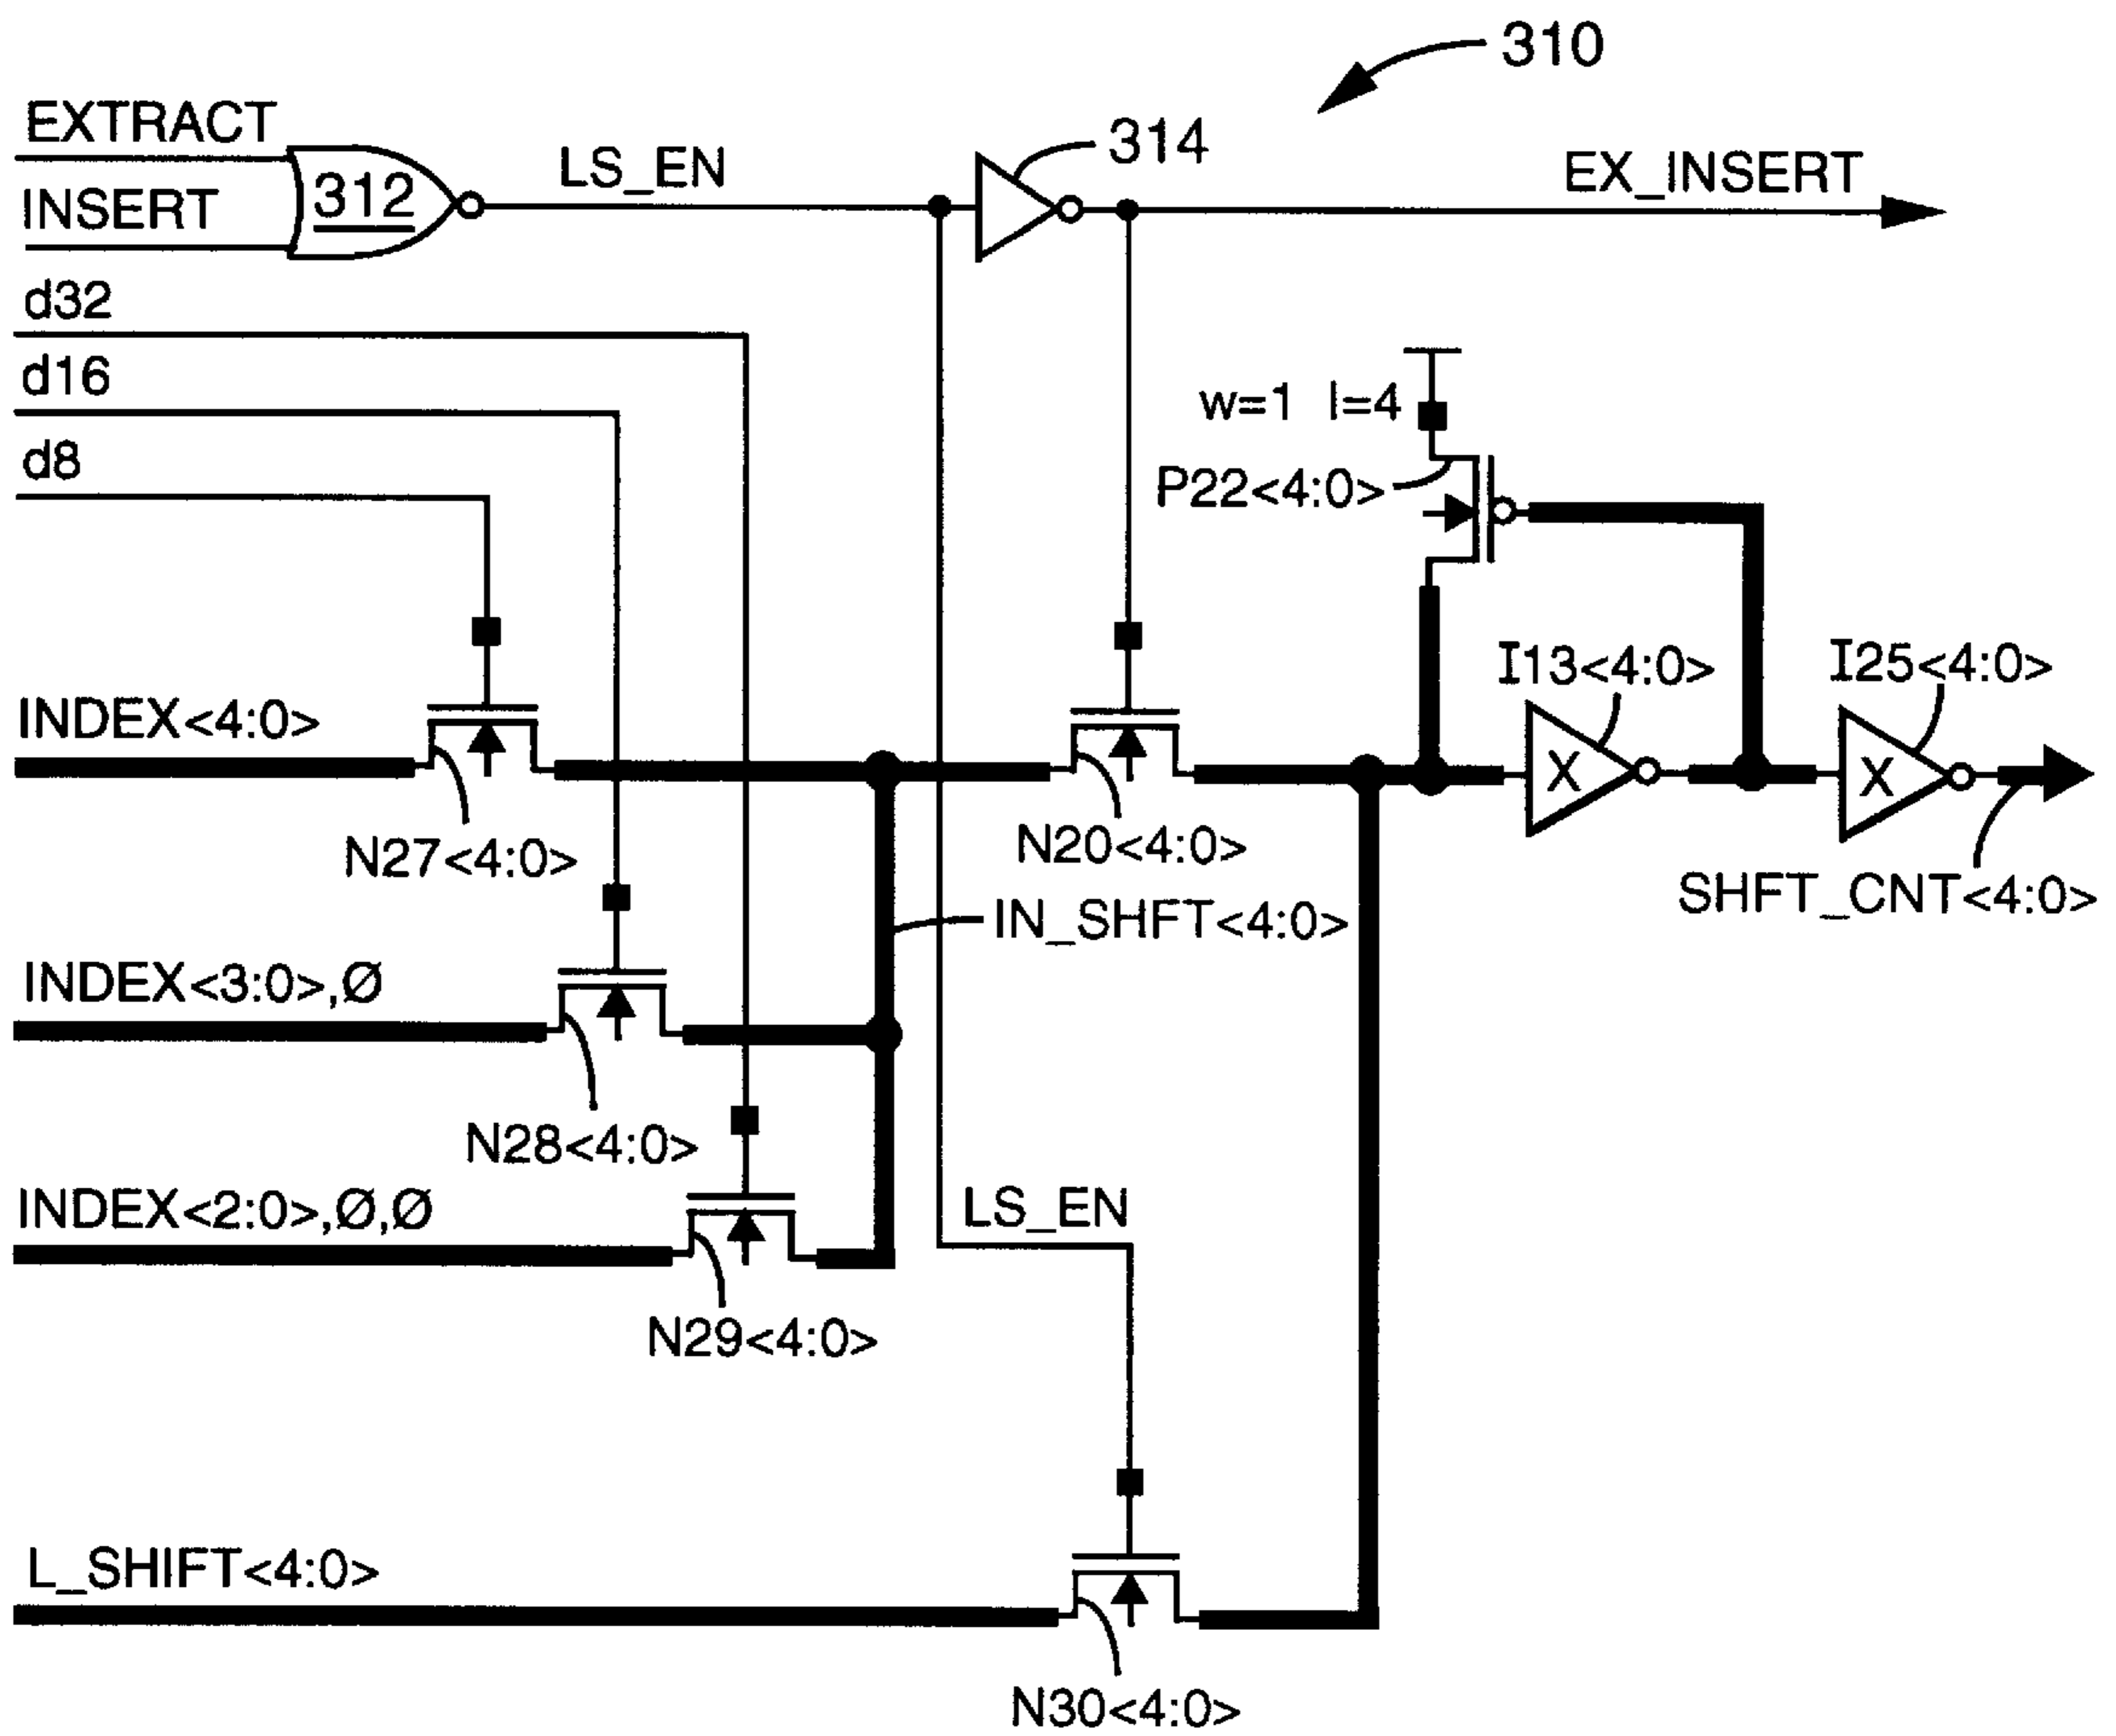 310
EXTRACT
314
LS_EN
EX_INSERT
312
INSERT
d32
d16
w=1 l=4
d8
P22<4:0>
I13<4:0>
I25<4:0>
INDEX<4:0>
N27<4:0>
N20<4:0>
SHFT_CNT<4:0>
IN_SHFT<4:0>
INDEX<3:0>,Ø
N28<4:0>
INDEX<2:0>,Ø,Ø
LS_EN
N29<4:0>
L_SHIFT<4:0>
N30<4:0>